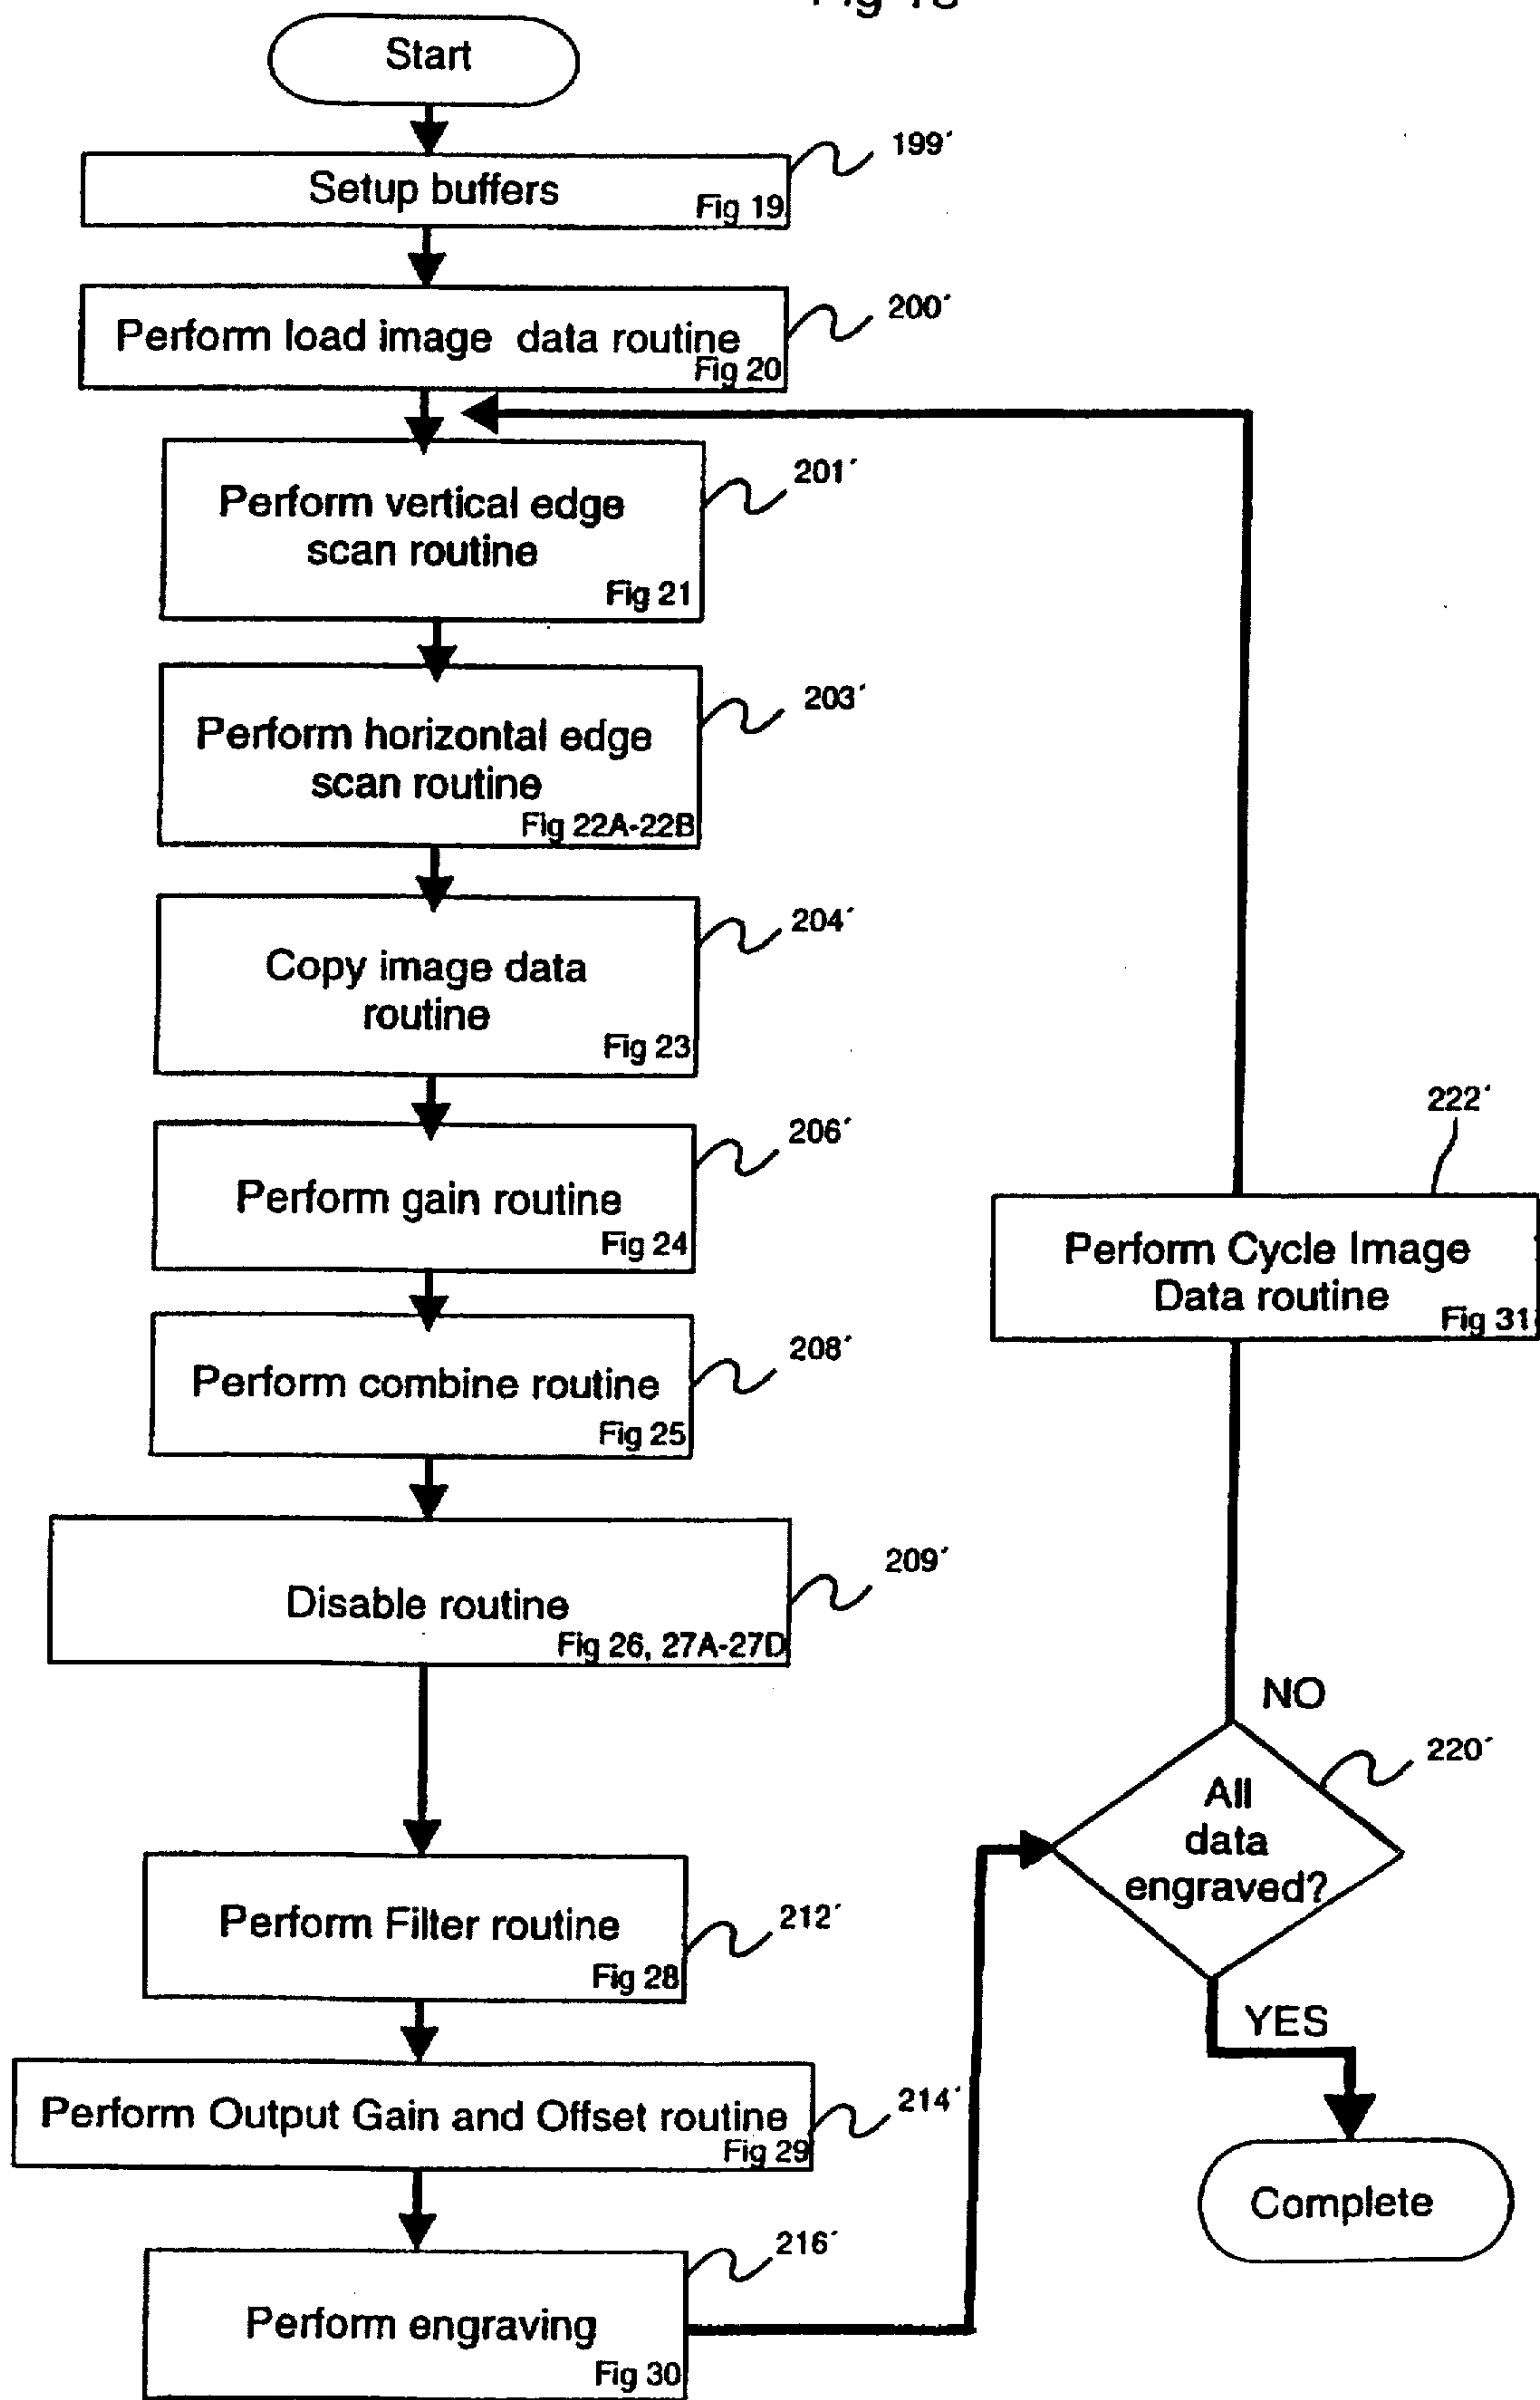 Start
199'
Setup buffers
Fig 19
200'
Perform load image data routine
Fig 20
201'
Perform vertical edge
scan routine
Fig 21
203'
Perform horizontal edge
scan routine
Fig 22A-22B
204'
Copy image data
routine
Fig 23
206'
Perform gain routine
Fig 24
208'
Perform combine routine
Fig 25
209'
Disable routine
Fig 26, 27A-27D
212'
Perform Filter routine
Fig 28
214'
Perform Output Gain and Offset routine
Fig 29
216'
Perform engraving
Fig 30
222'
Perform Cycle Image
Data routine
Fig 31
NO
220'
All
data
engraved?
YES
Complete